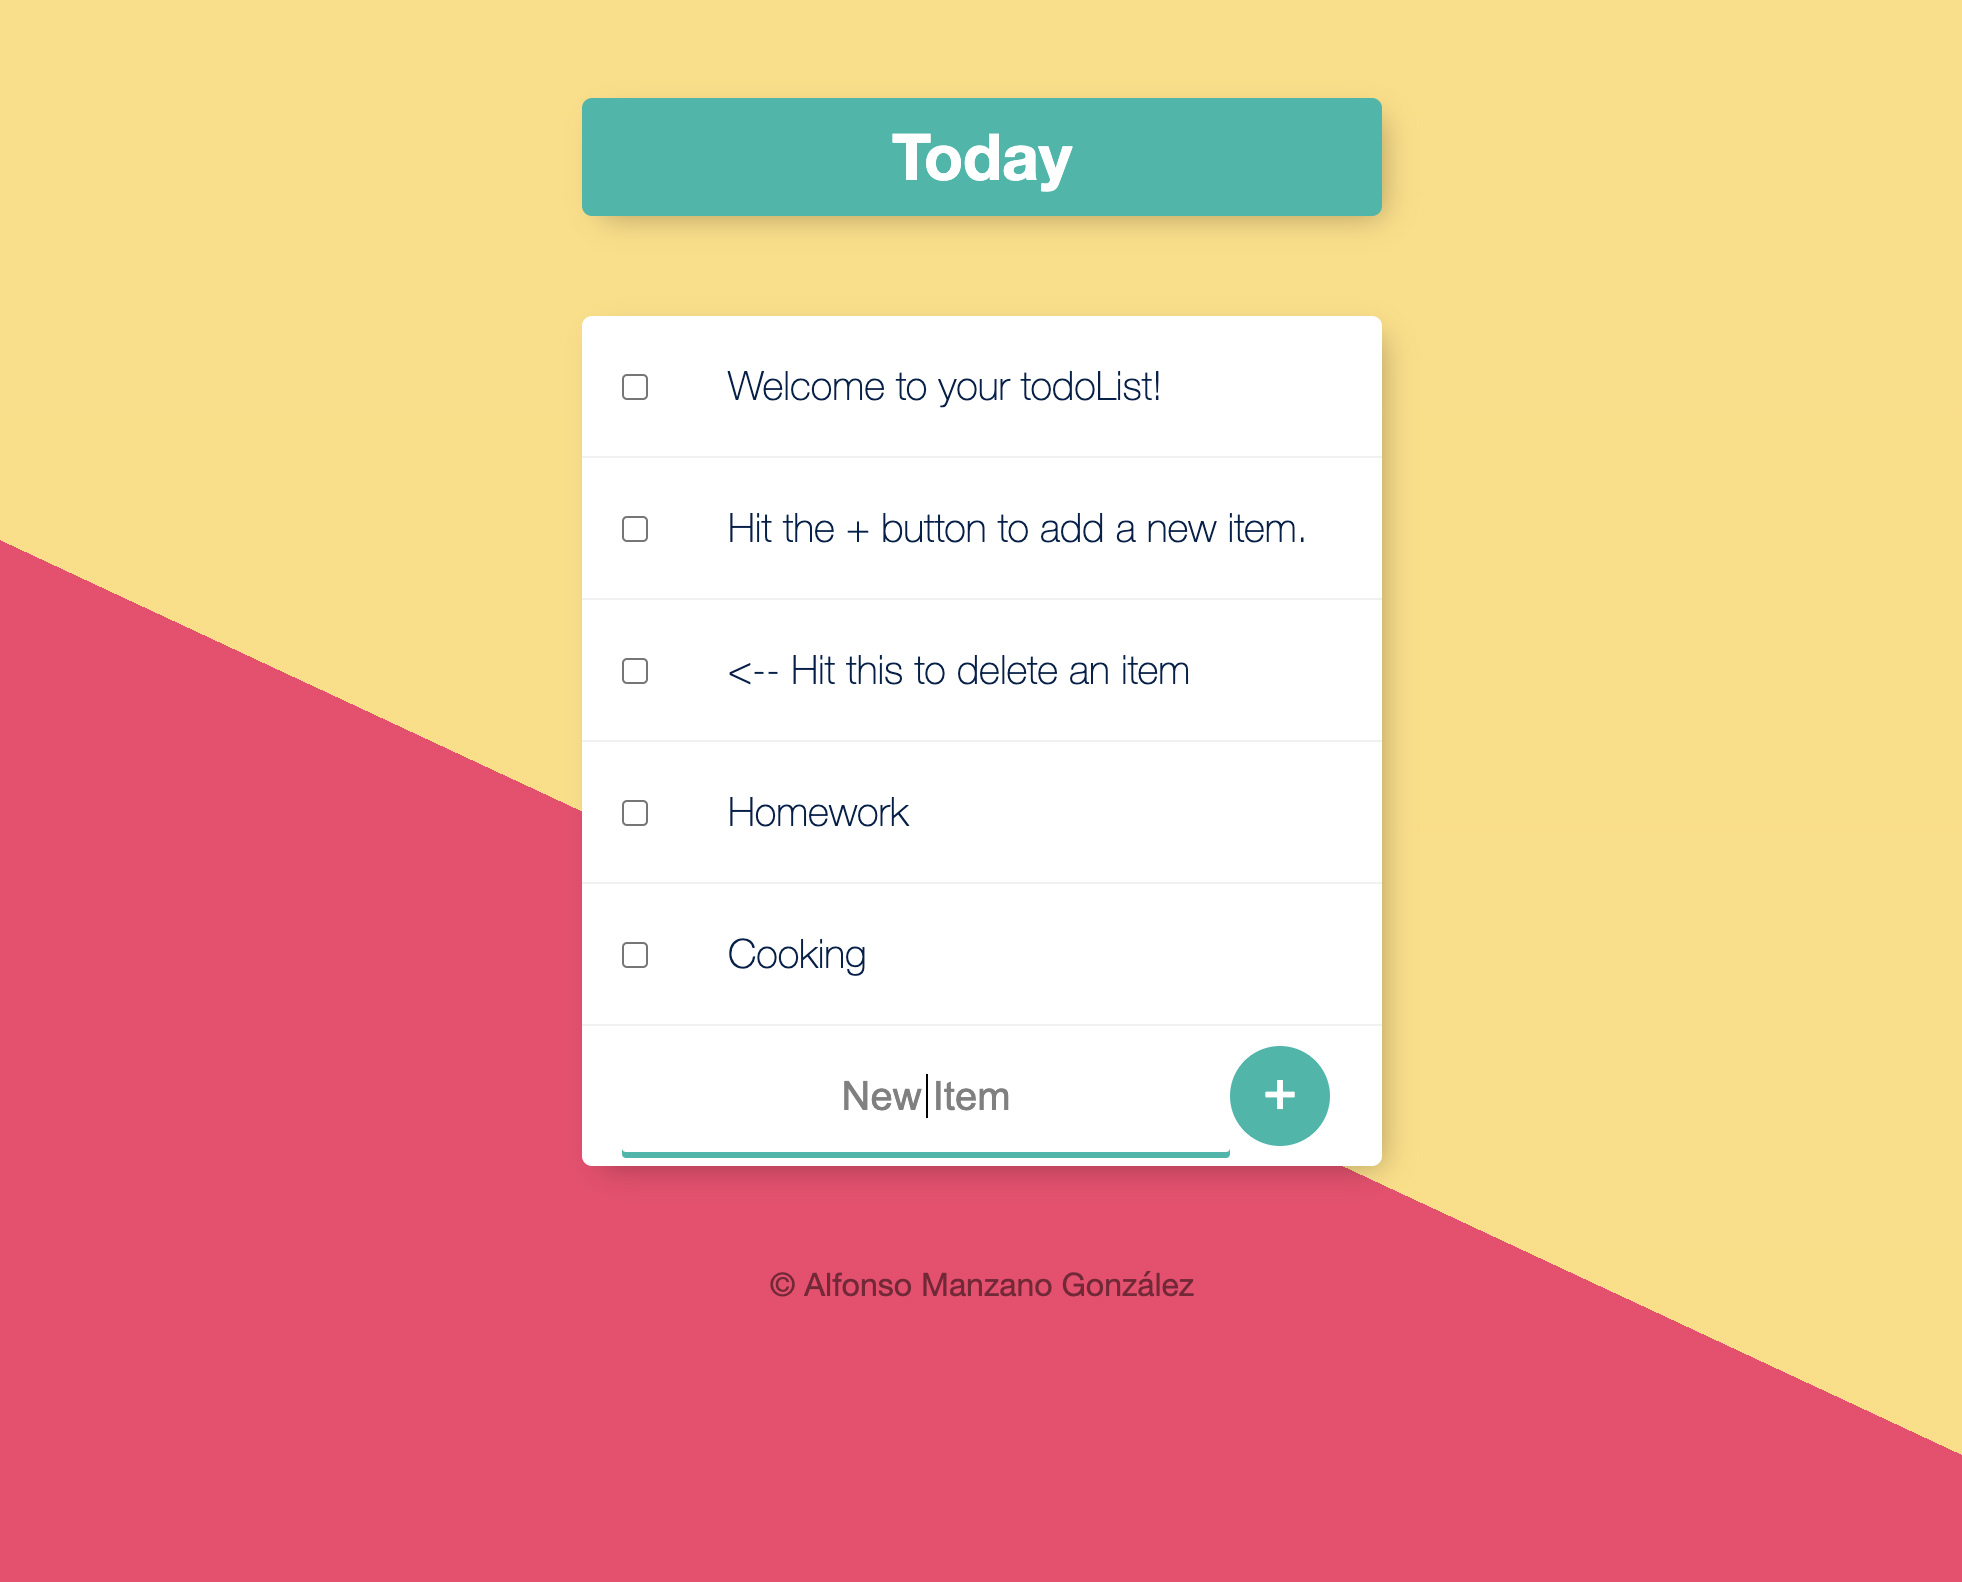 Today
Welcome to your todoList!
Hit the + button to add a new item.
<-- Hit this to delete an item
Homework
Cooking
New Item
+
© Alfonso Manzano González